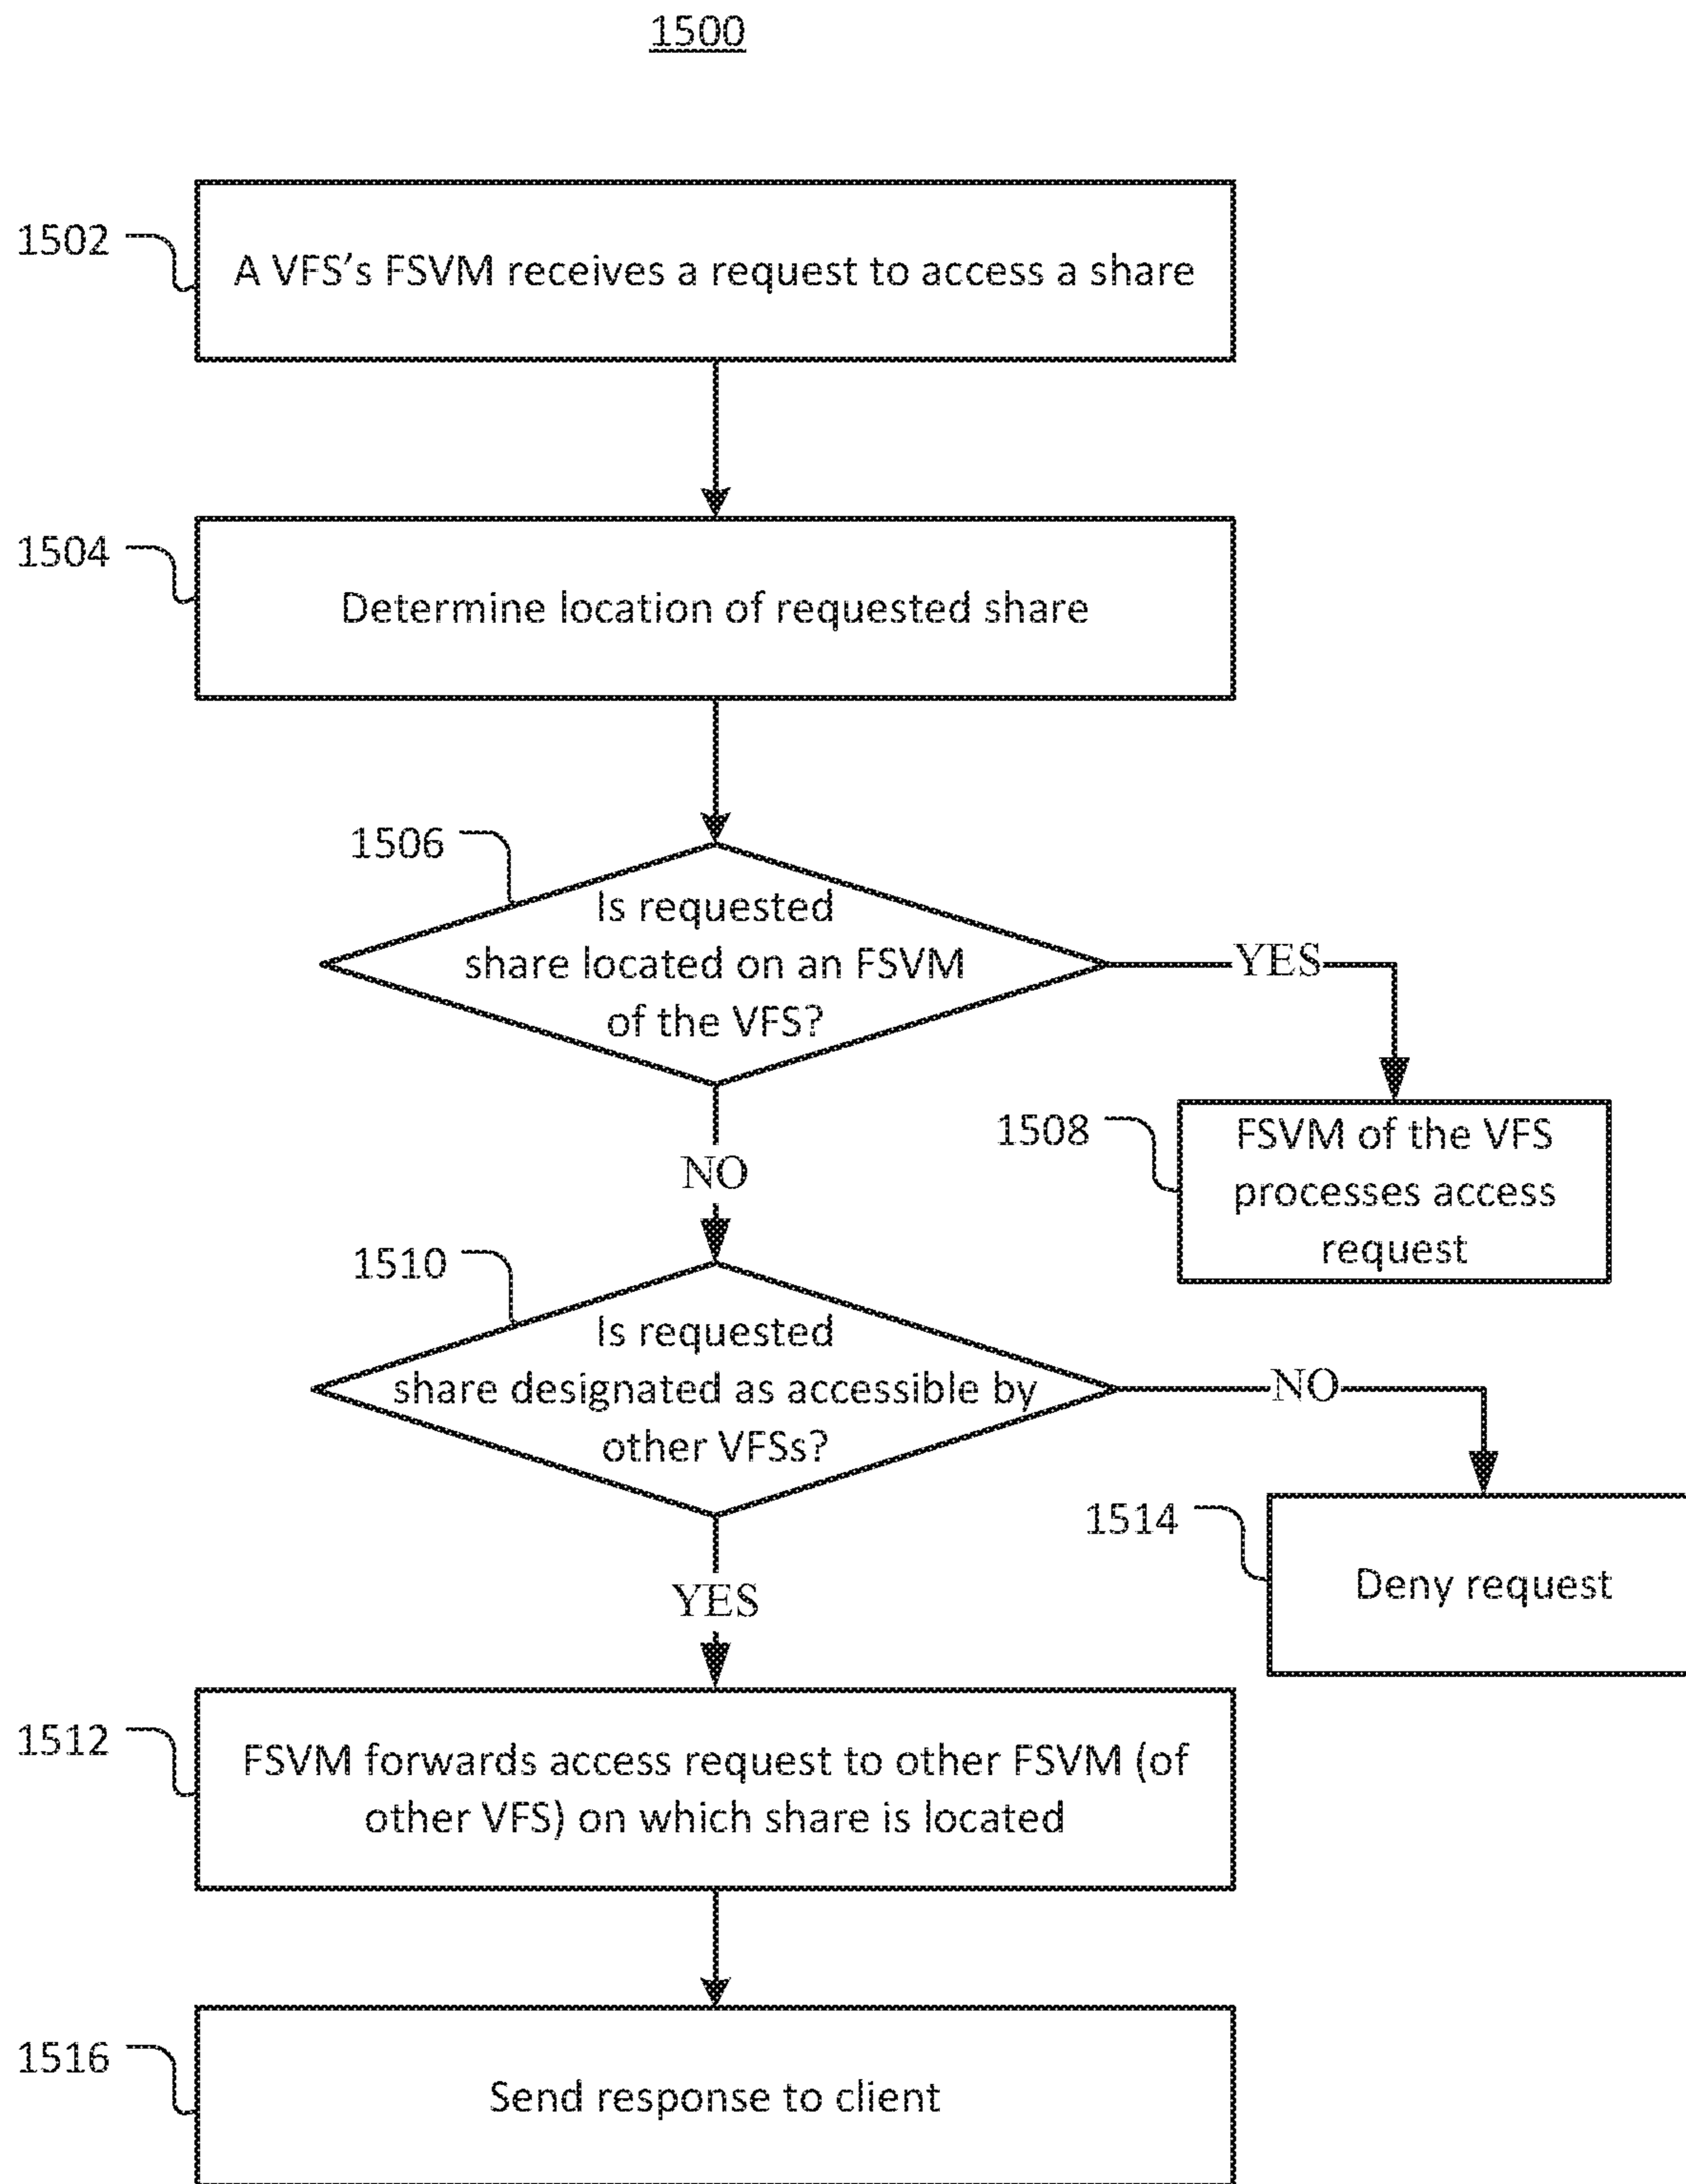 1500
1502
A VFS's FSVM receives a request to access a share
1504
Determine location of requested share
1506
Is requested
share located on an FSVM
of the VFS?
YES
1508
FSVM of the VFS
processes access
request
NO
1510
Is requested
share designated as accessible by
other VFSs?
NO
1514
Deny request
YES
1512
FSVM forwards access request to other FSVM (of
other VFS) on which share is located
1516
Send response to client